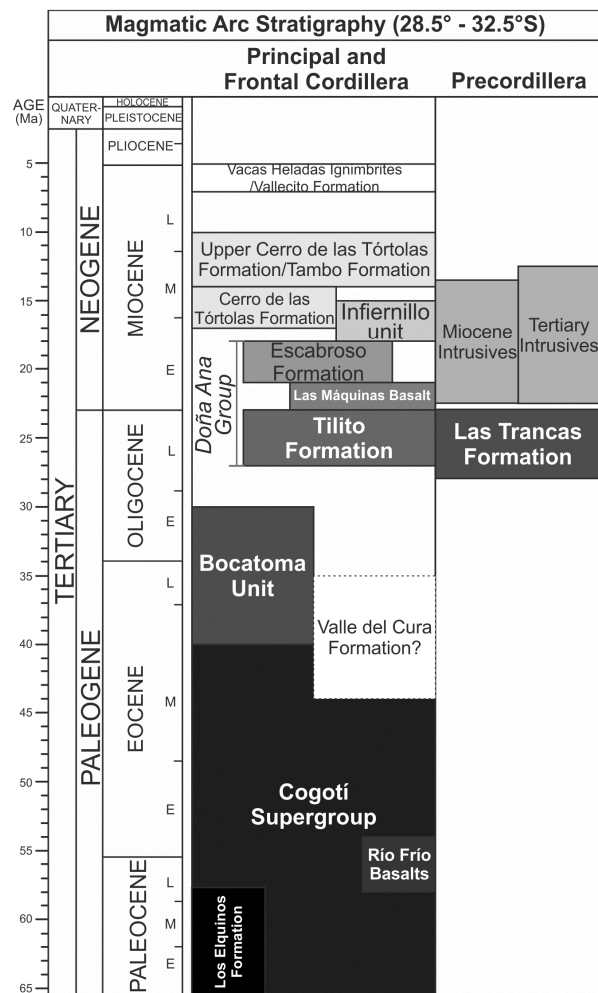 Magmatic Arc Stratigraphy (28.5° - 32.5°S)
Principal and
Frontal Cordillera
Precordillera
AGE
(Ma)
QUATER-
NARY
HOLOCENE
PLEISTOCENE
PLIOCENE
5
Vacas Heladas Ignimbrites
/Vallecito Formation
TERTIARY
NEOGENE
MIOCENE
L
10
Upper Cerro de las Tórtolas
Formation/Tambo Formation
M
15
Cerro de las
Tórtolas Formation
Infiernillo
unit
Miocene
Intrusives
Tertiary
Intrusives
E
20
Doña Ana
Group
Escabroso
Formation
Las Máquinas Basalt
25
Tilito
Formation
Las Trancas
Formation
PALEOGENE
OLIGOCENE
L
30
E
Bocatoma
Unit
35
EOCENE
L
Valle del Cura
Formation?
40
M
45
50
Cogotí
Supergroup
E
55
Río Frío
Basalts
PALEOCENE
L
60
M
Los Elquinos
Formation
E
65